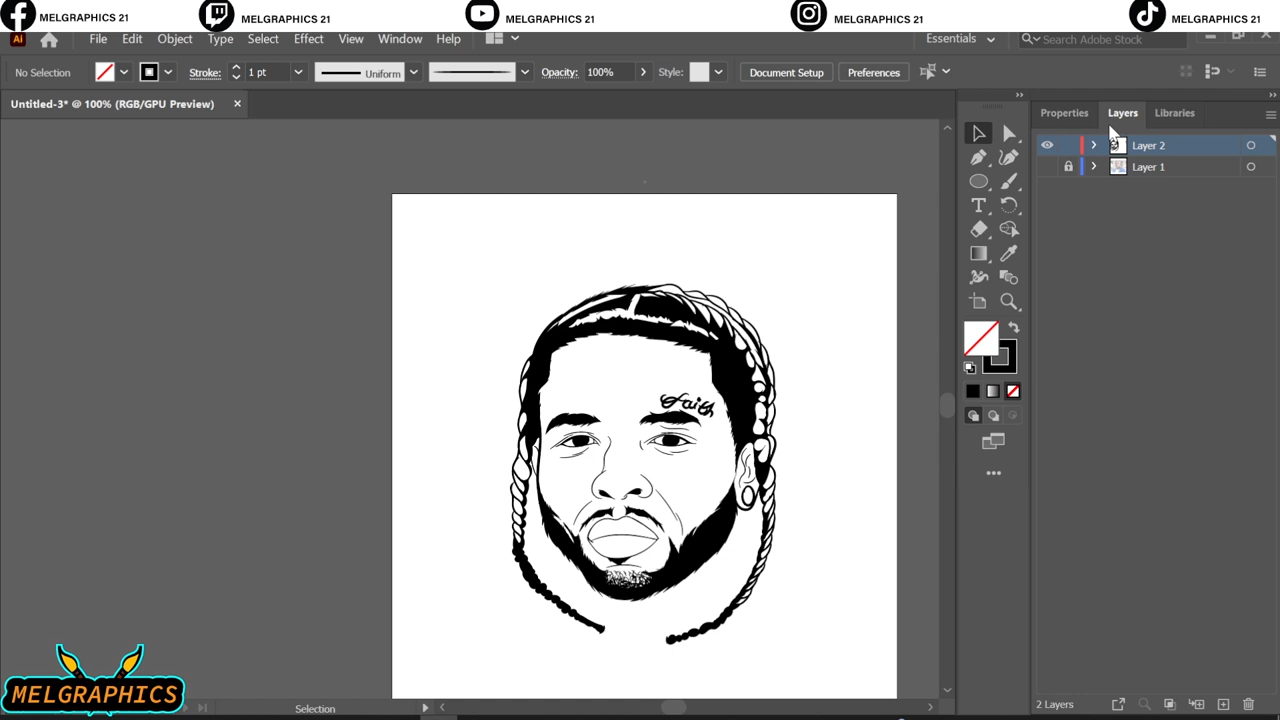 MELGRAPHICS 21
MELGRAPHICS 21
MELGRAPHICS 21
MELGRAPHICS 21
MELGRAPHICS 21
Ai File Edit Object Type Select Effect View Window Help Essentials Search Adobe Stock
No Selection Stroke: 1 pt Uniform Opacity: 100% Style: Document Setup Preferences
Untitled-3* @ 100% (RGB/GPU Preview)
Properties Layers Libraries
Layer 2
Layer 1
T
Faith
MELGRAPHICS
Selection
2 Layers